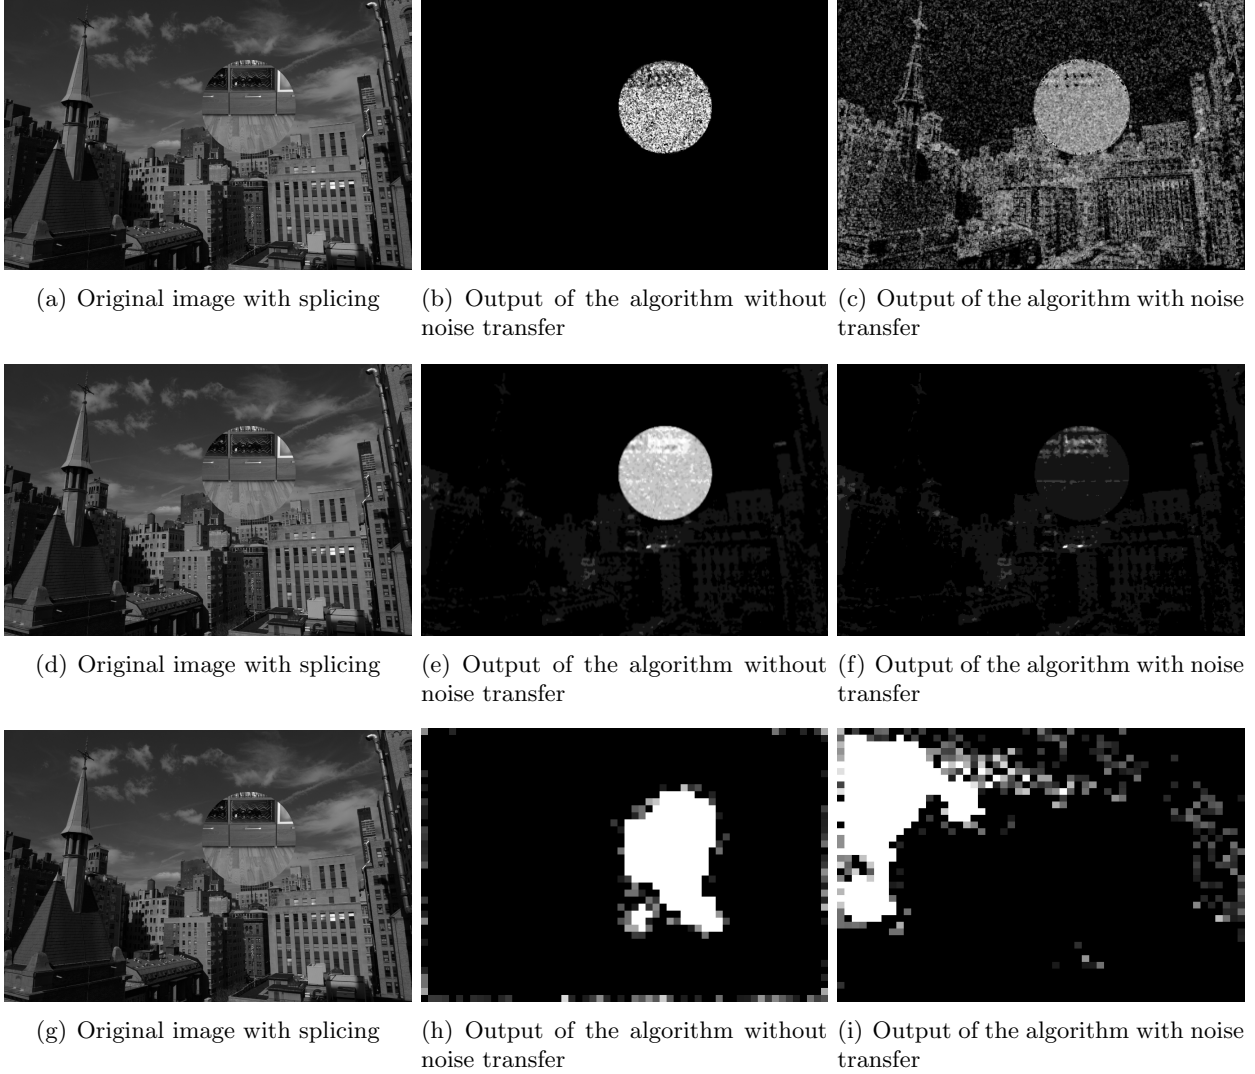 (a) Original image with splicing
(b) Output of the algorithm without
noise transfer
(c) Output of the algorithm with noise
transfer
(d) Original image with splicing
(e) Output of the algorithm without
noise transfer
(f) Output of the algorithm with noise
transfer
(g) Original image with splicing
(h) Output of the algorithm without
noise transfer
(i) Output of the algorithm with noise
transfer